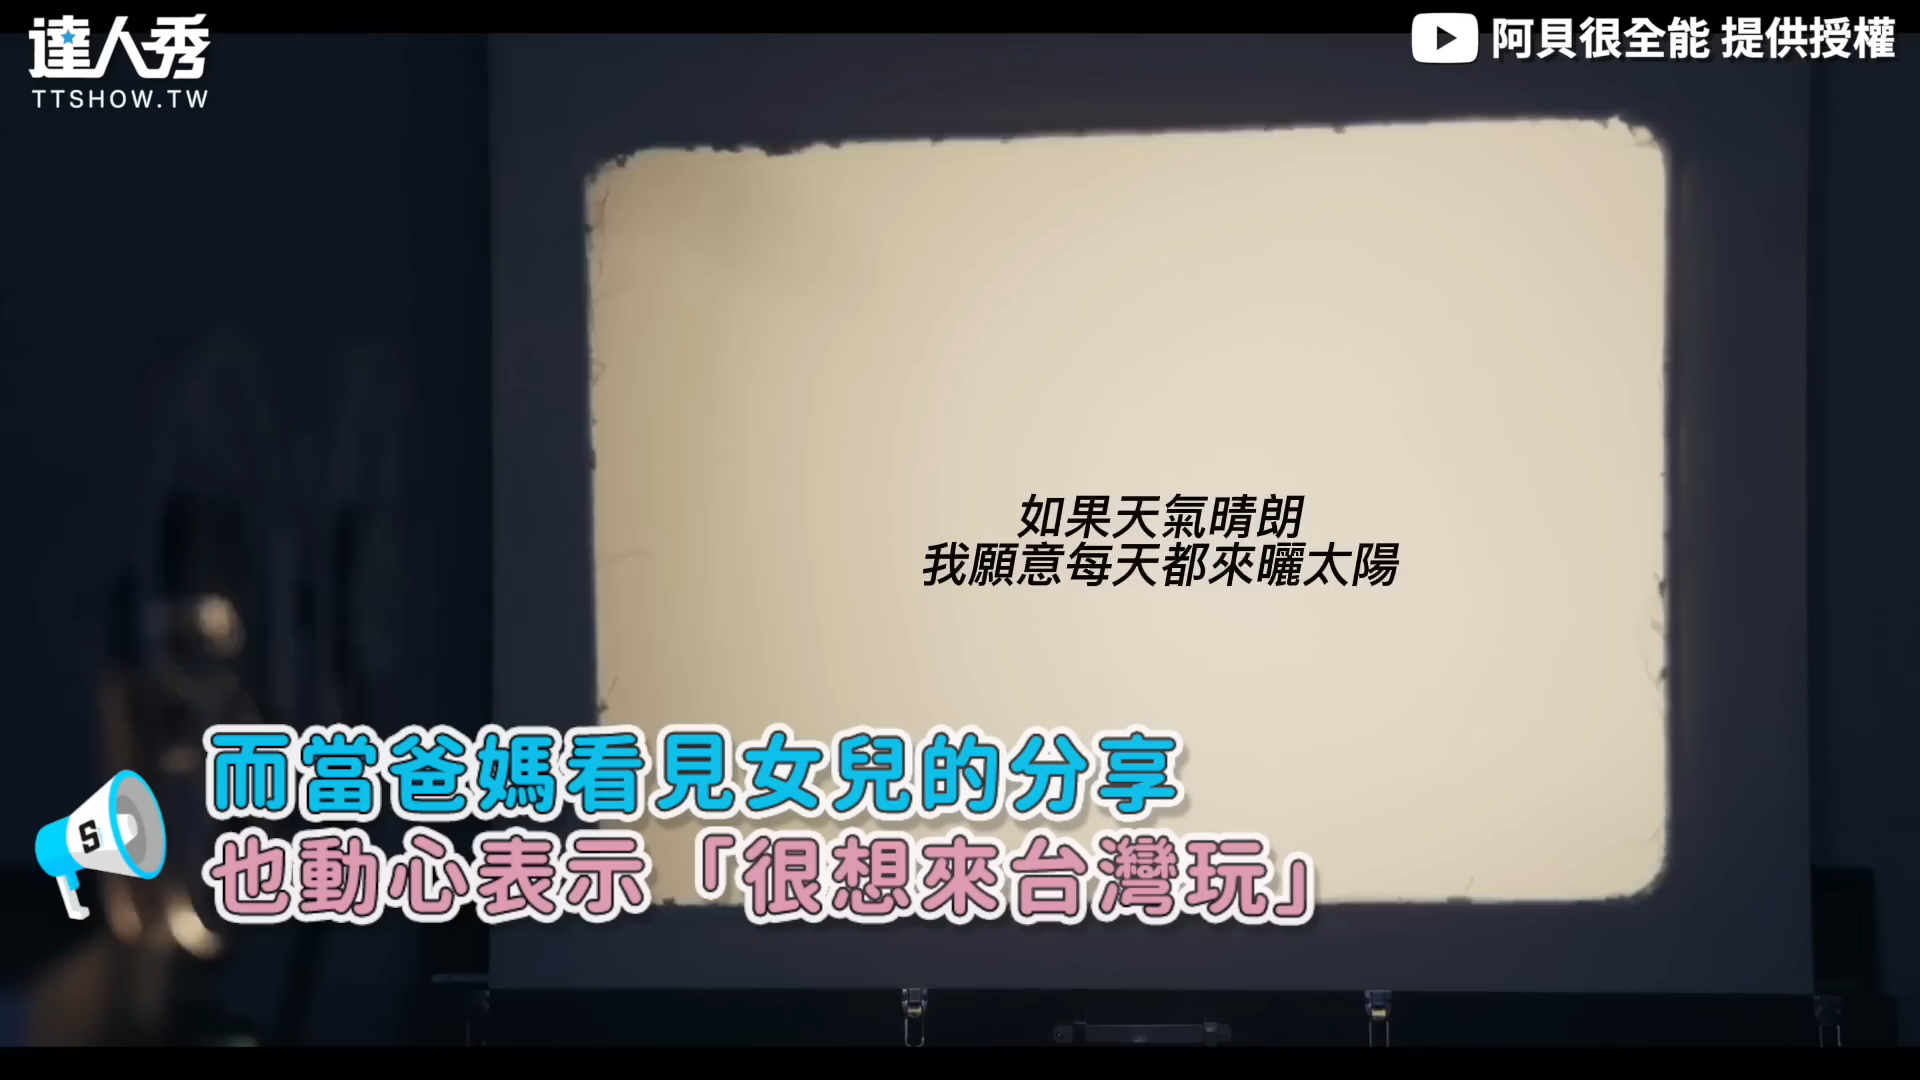 達人秀
TTSHOW.TW
阿貝很全能 提供授權
如果天氣晴朗
我願意每天都來曬太陽
而當爸媽看見女兒的分享
也動心表示「很想來台灣玩」
S